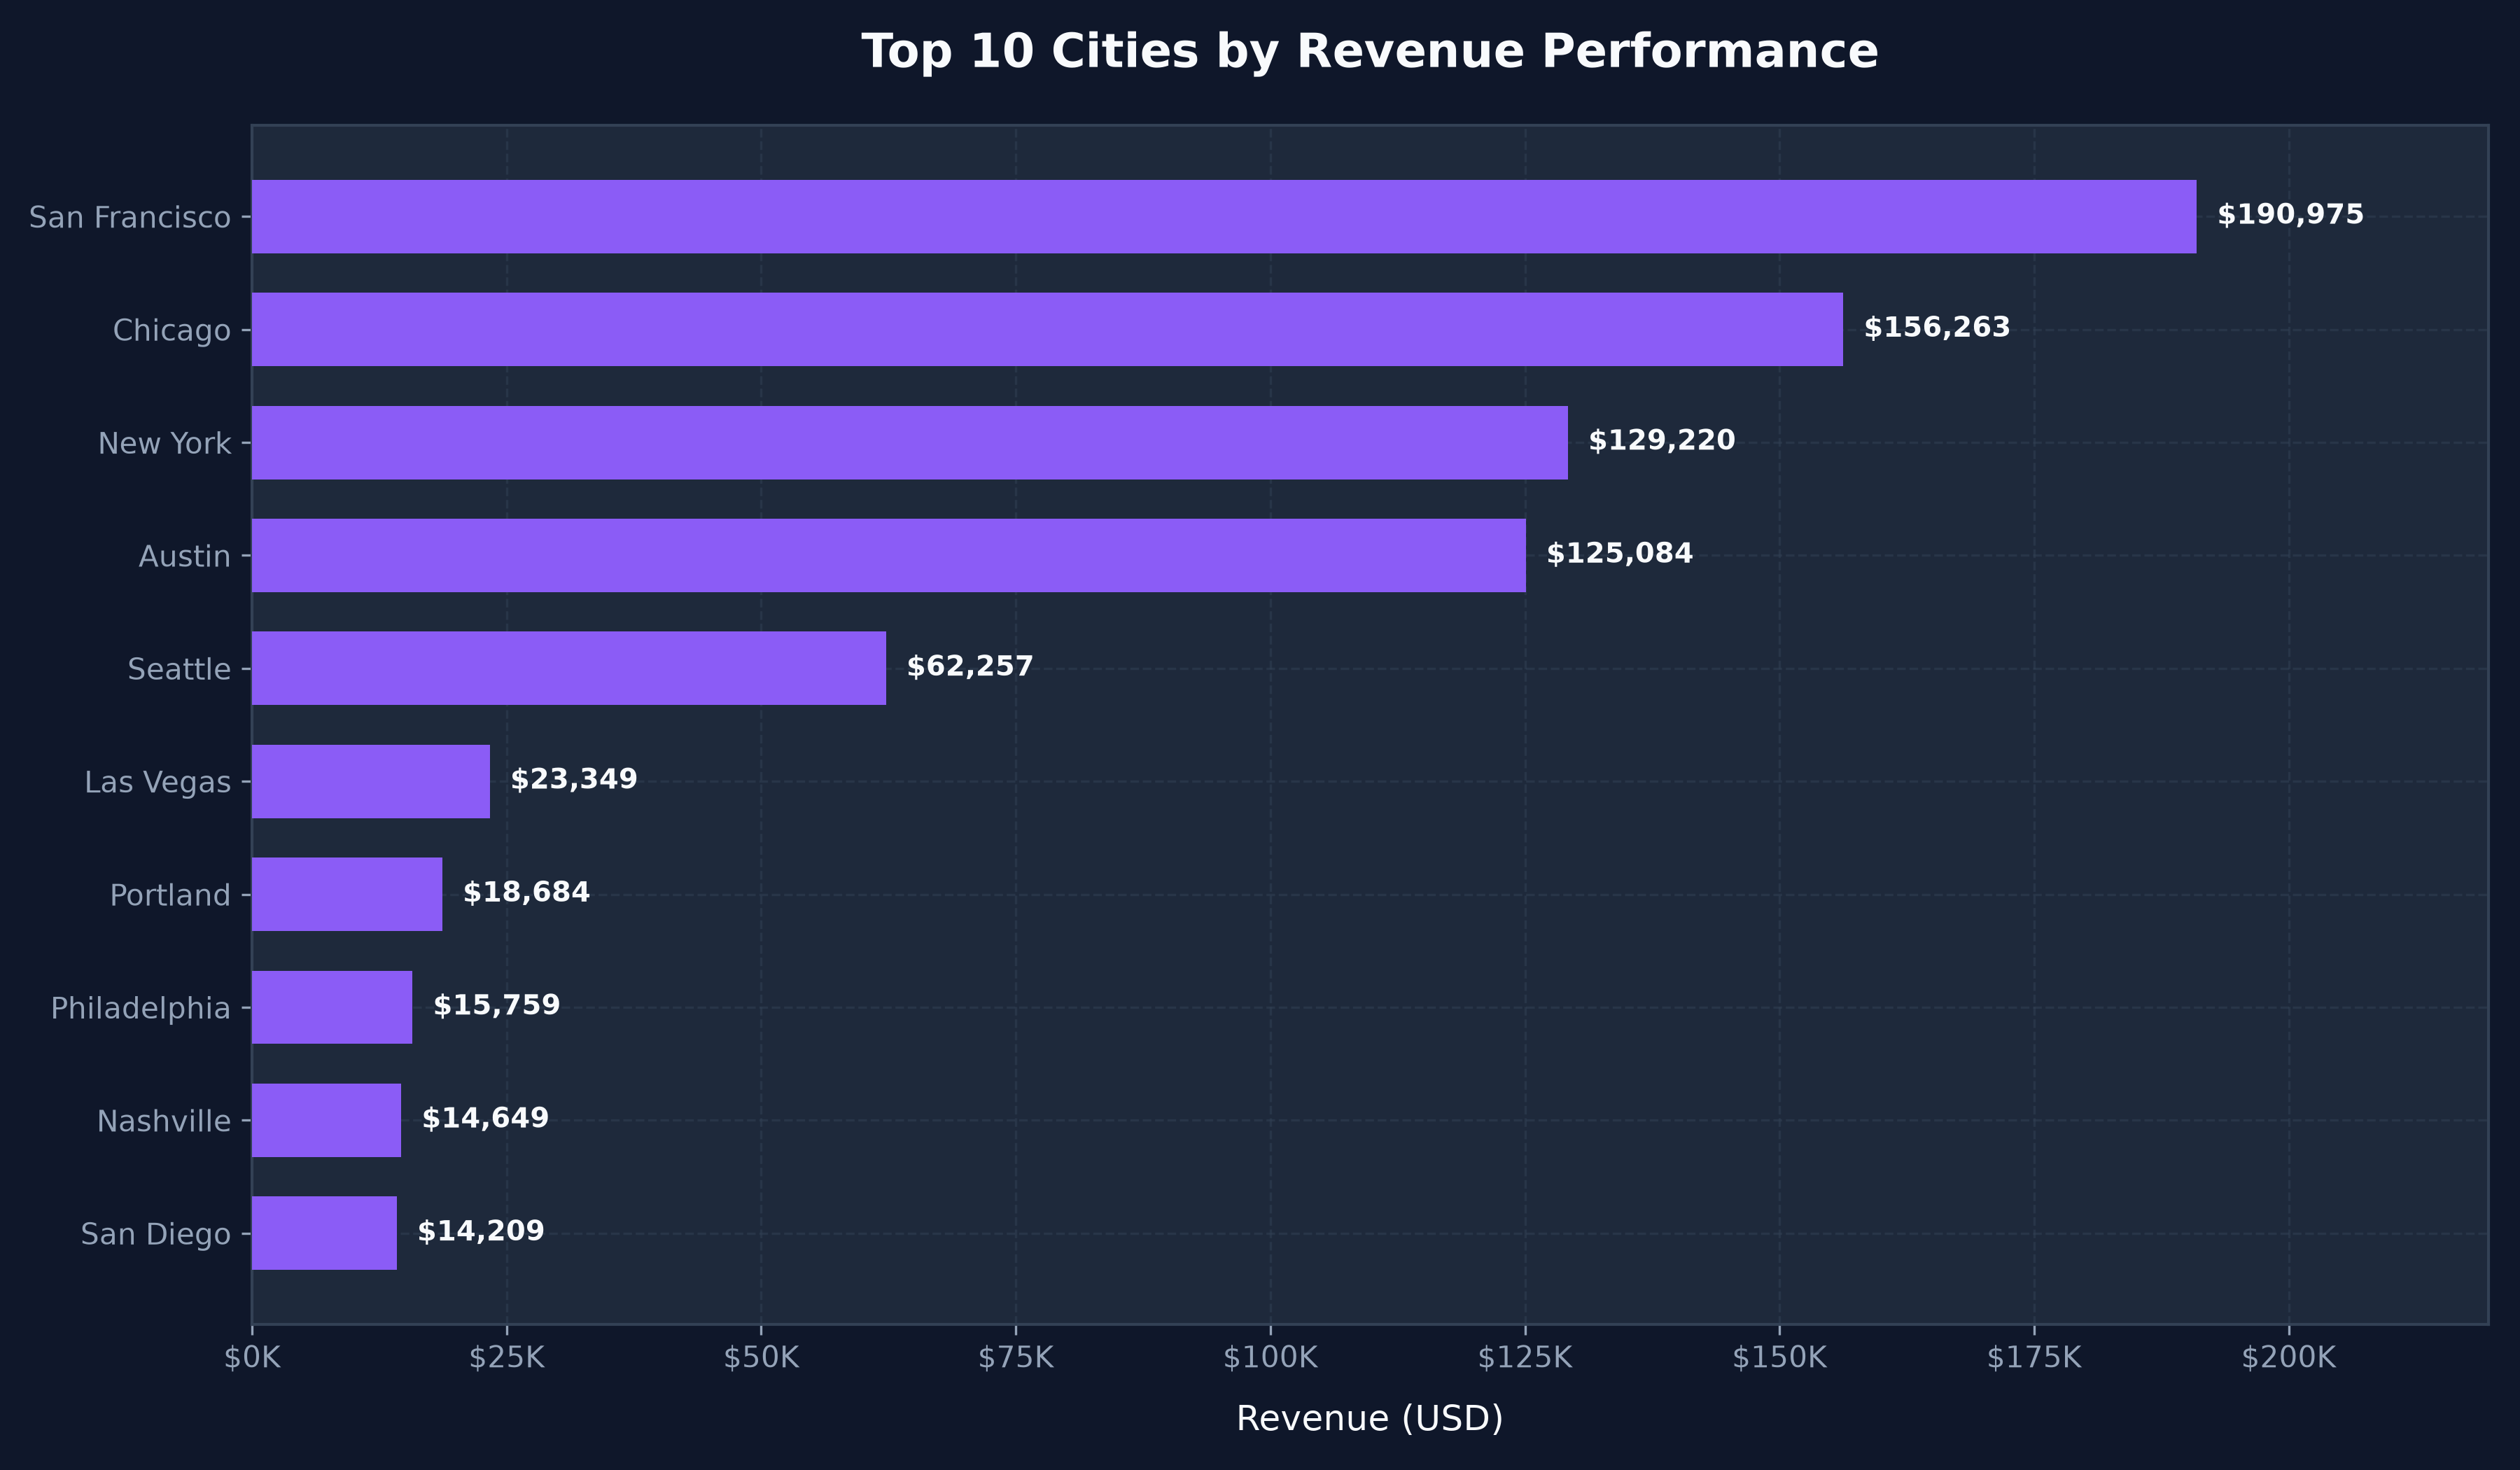 Top 10 Cities by Revenue Performance
San Francisco $190,975
Chicago $156,263
New York $129,220
Austin $125,084
Seattle $62,257
Las Vegas $23,349
Portland $18,684
Philadelphia $15,759
Nashville $14,649
San Diego $14,209
$0K $25K $50K $75K $100K $125K $150K $175K $200K
Revenue (USD)